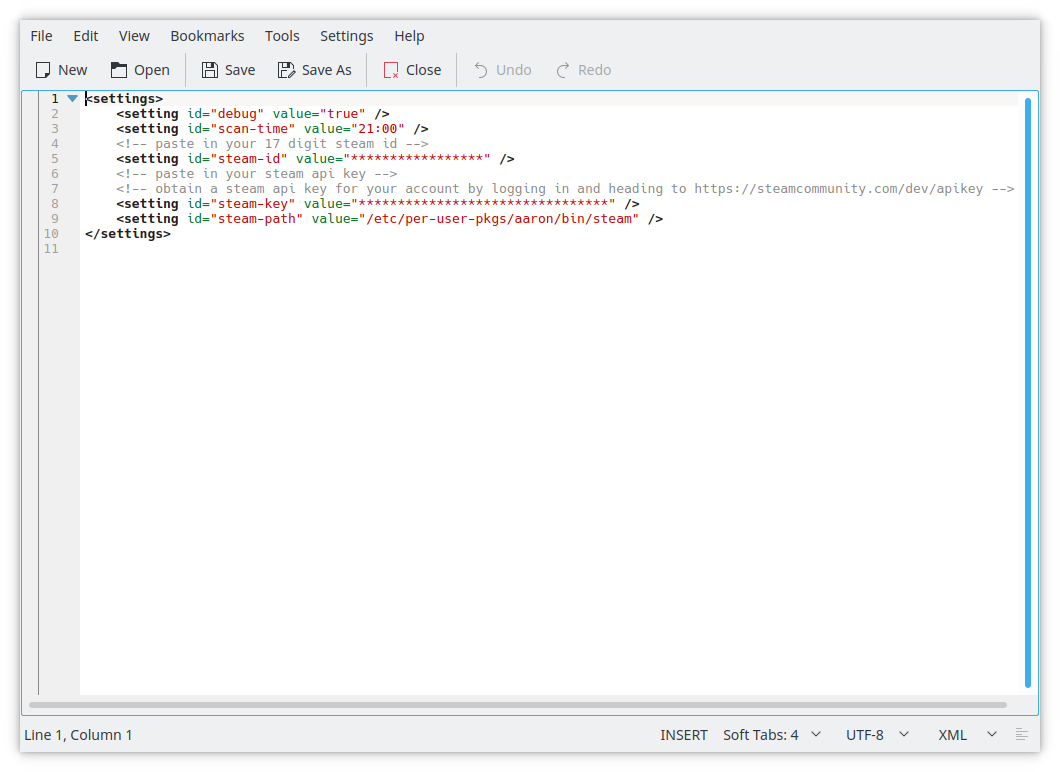 File Edit View Bookmarks Tools Settings Help
New Open Save Save As Close Undo Redo
1 <settings>
2 <setting id="debug" value="true" />
3 <setting id="scan-time" value="21:00" />
4 <!-- paste in your 17 digit steam id -->
5 <setting id="steam-id" value="*****************" />
6 <!-- paste in your steam api key -->
7 <!-- obtain a steam api key for your account by logging in and heading to https://steamcommunity.com/dev/apikey -->
8 <setting id="steam-key" value="********************************" />
9 <setting id="steam-path" value="/etc/per-user-pkgs/aaron/bin/steam" />
10 </settings>
11
Line 1, Column 1 INSERT Soft Tabs: 4 UTF-8 XML